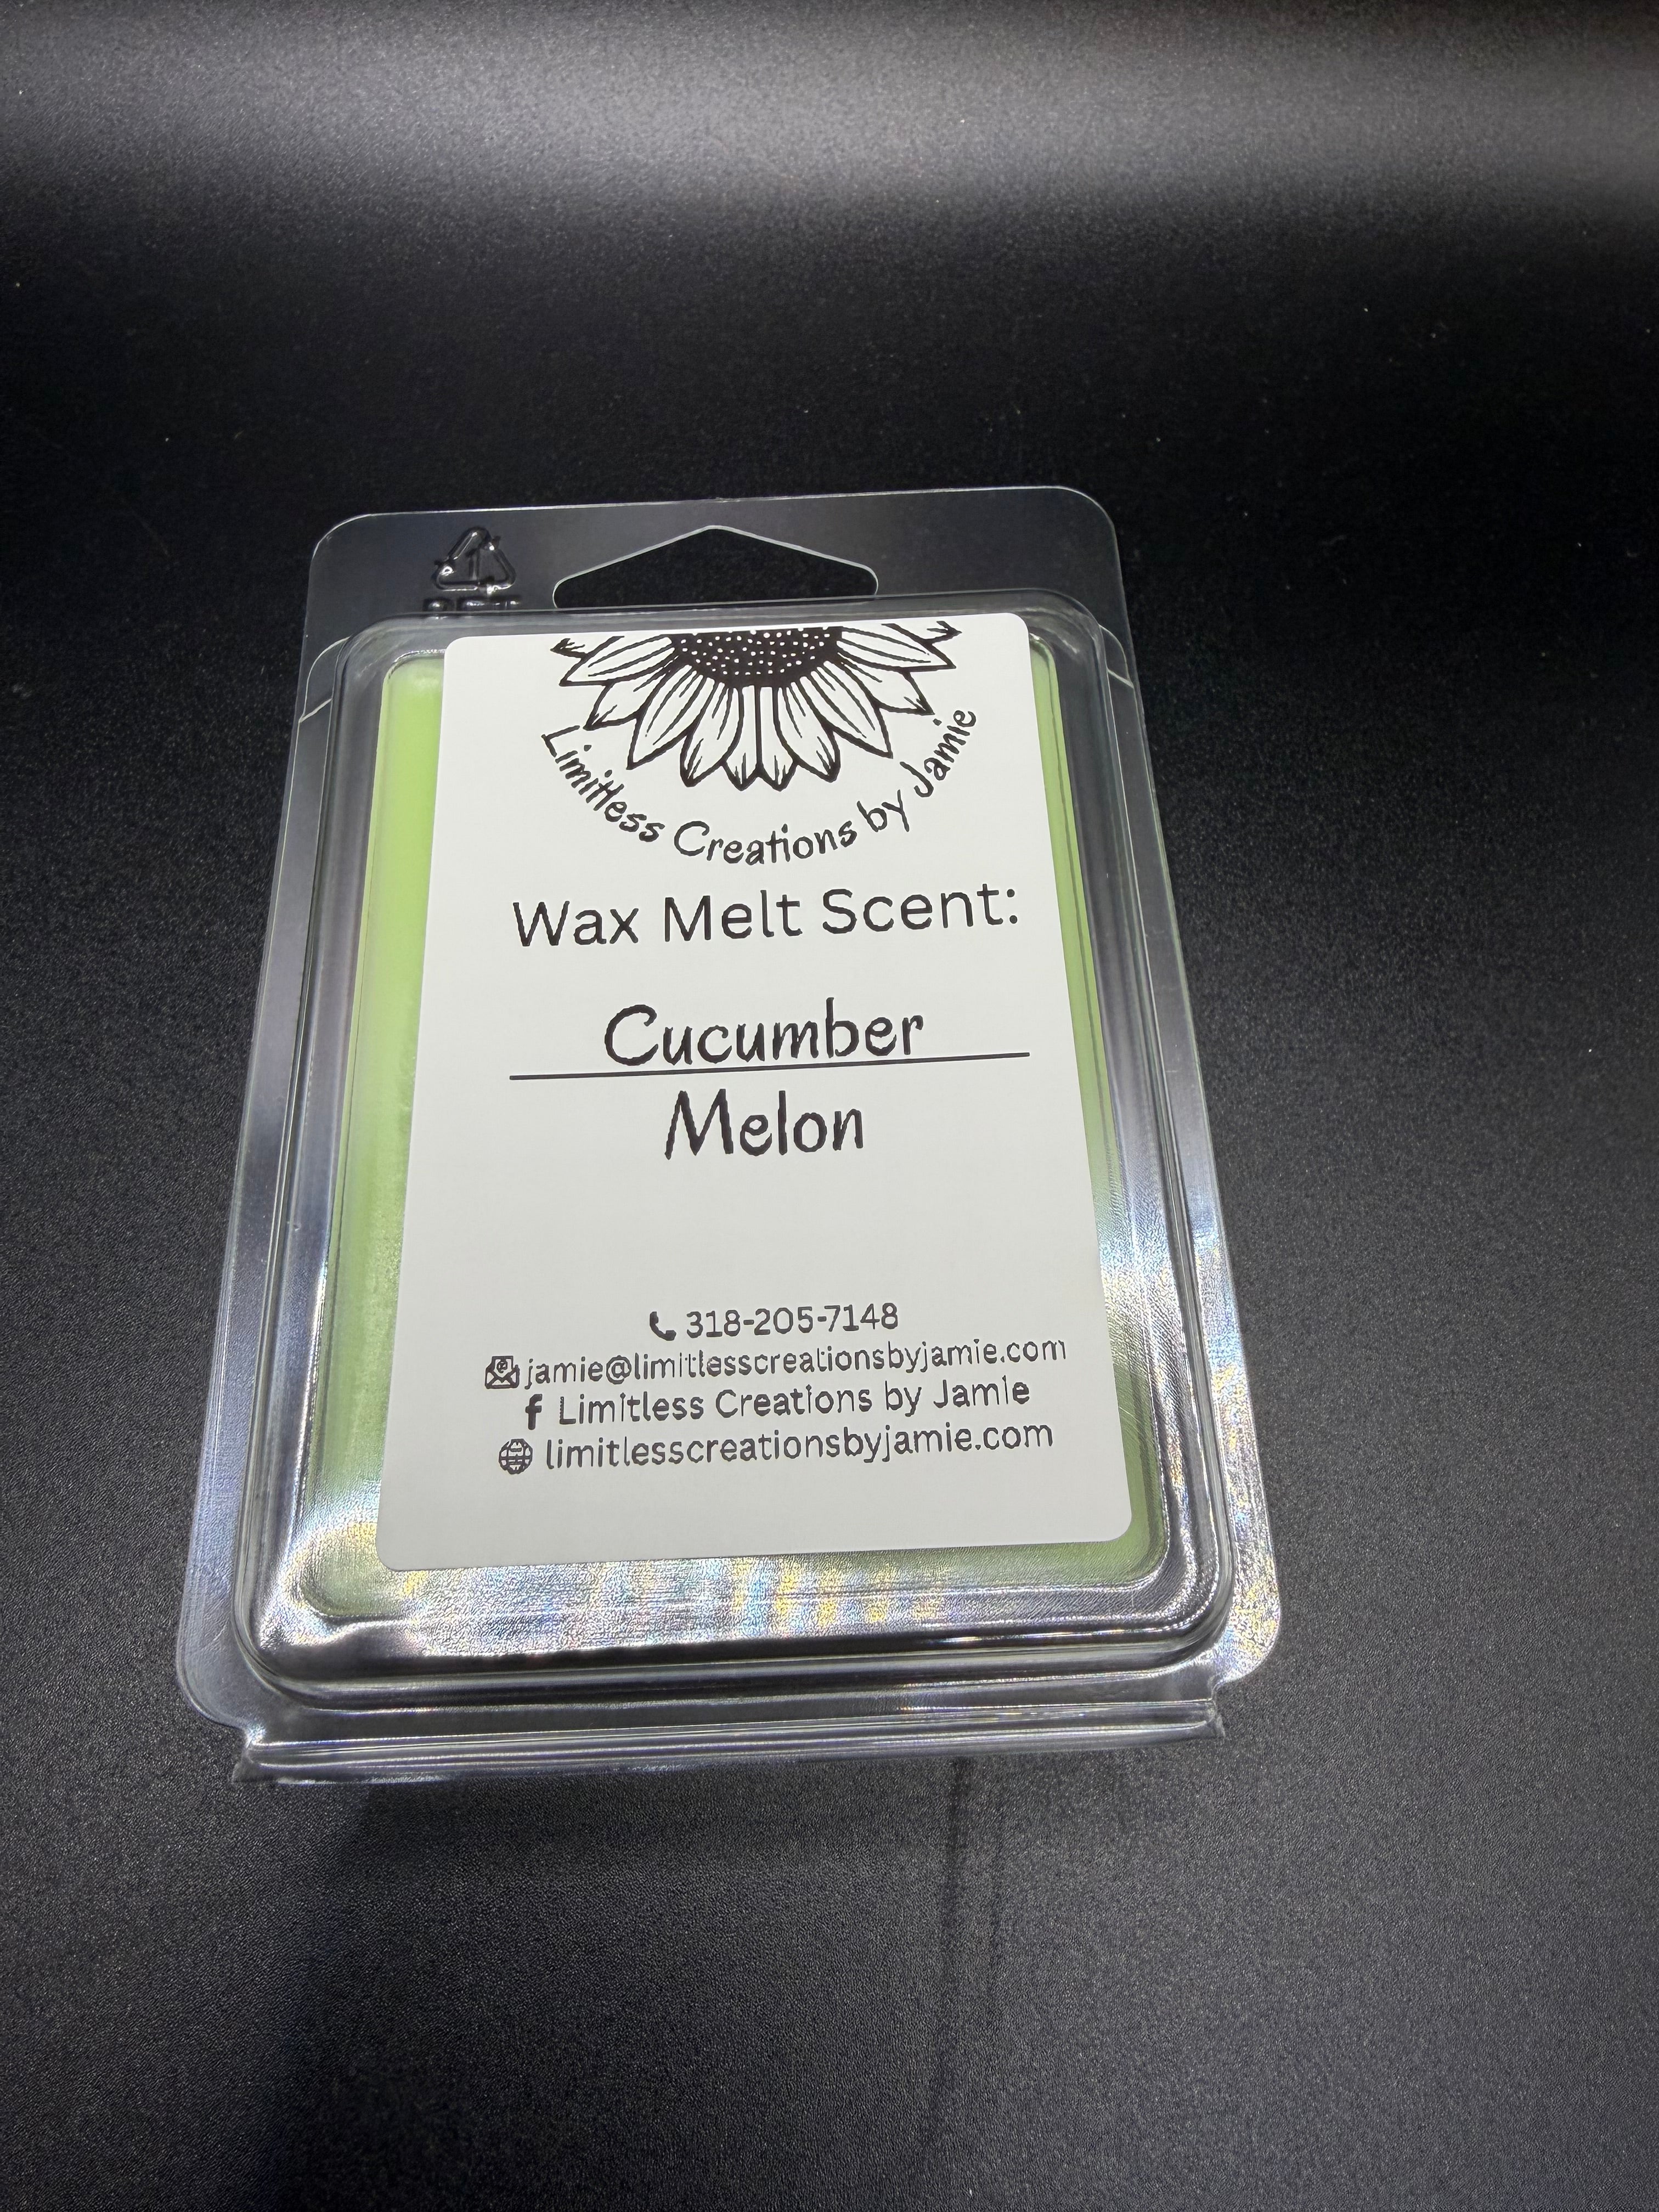 1
Limitless Creations by Jamie
Wax Melt Scent:
Cucumber
Melon
318-205-7148
jamie@limitlesscreationsbyjamie.com
f Limitless Creations by Jamie
limitlesscreationsbyjamie.com